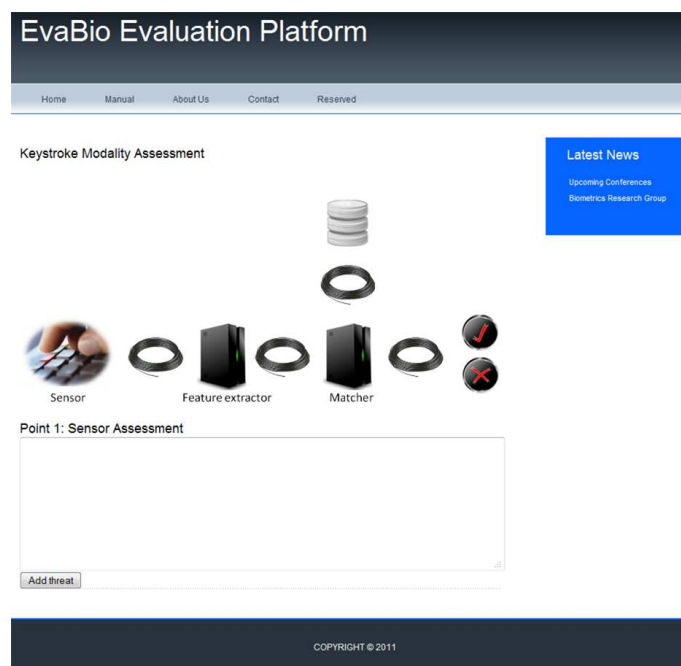 EvaBio Evaluation Platform
Home Manual About Us Contact Reserved
Keystroke Modality Assessment
Latest News
Upcoming Conferences
Biometrics Research Group
Sensor Feature extractor Matcher
Point 1: Sensor Assessment
Add threat
COPYRIGHT © 2011